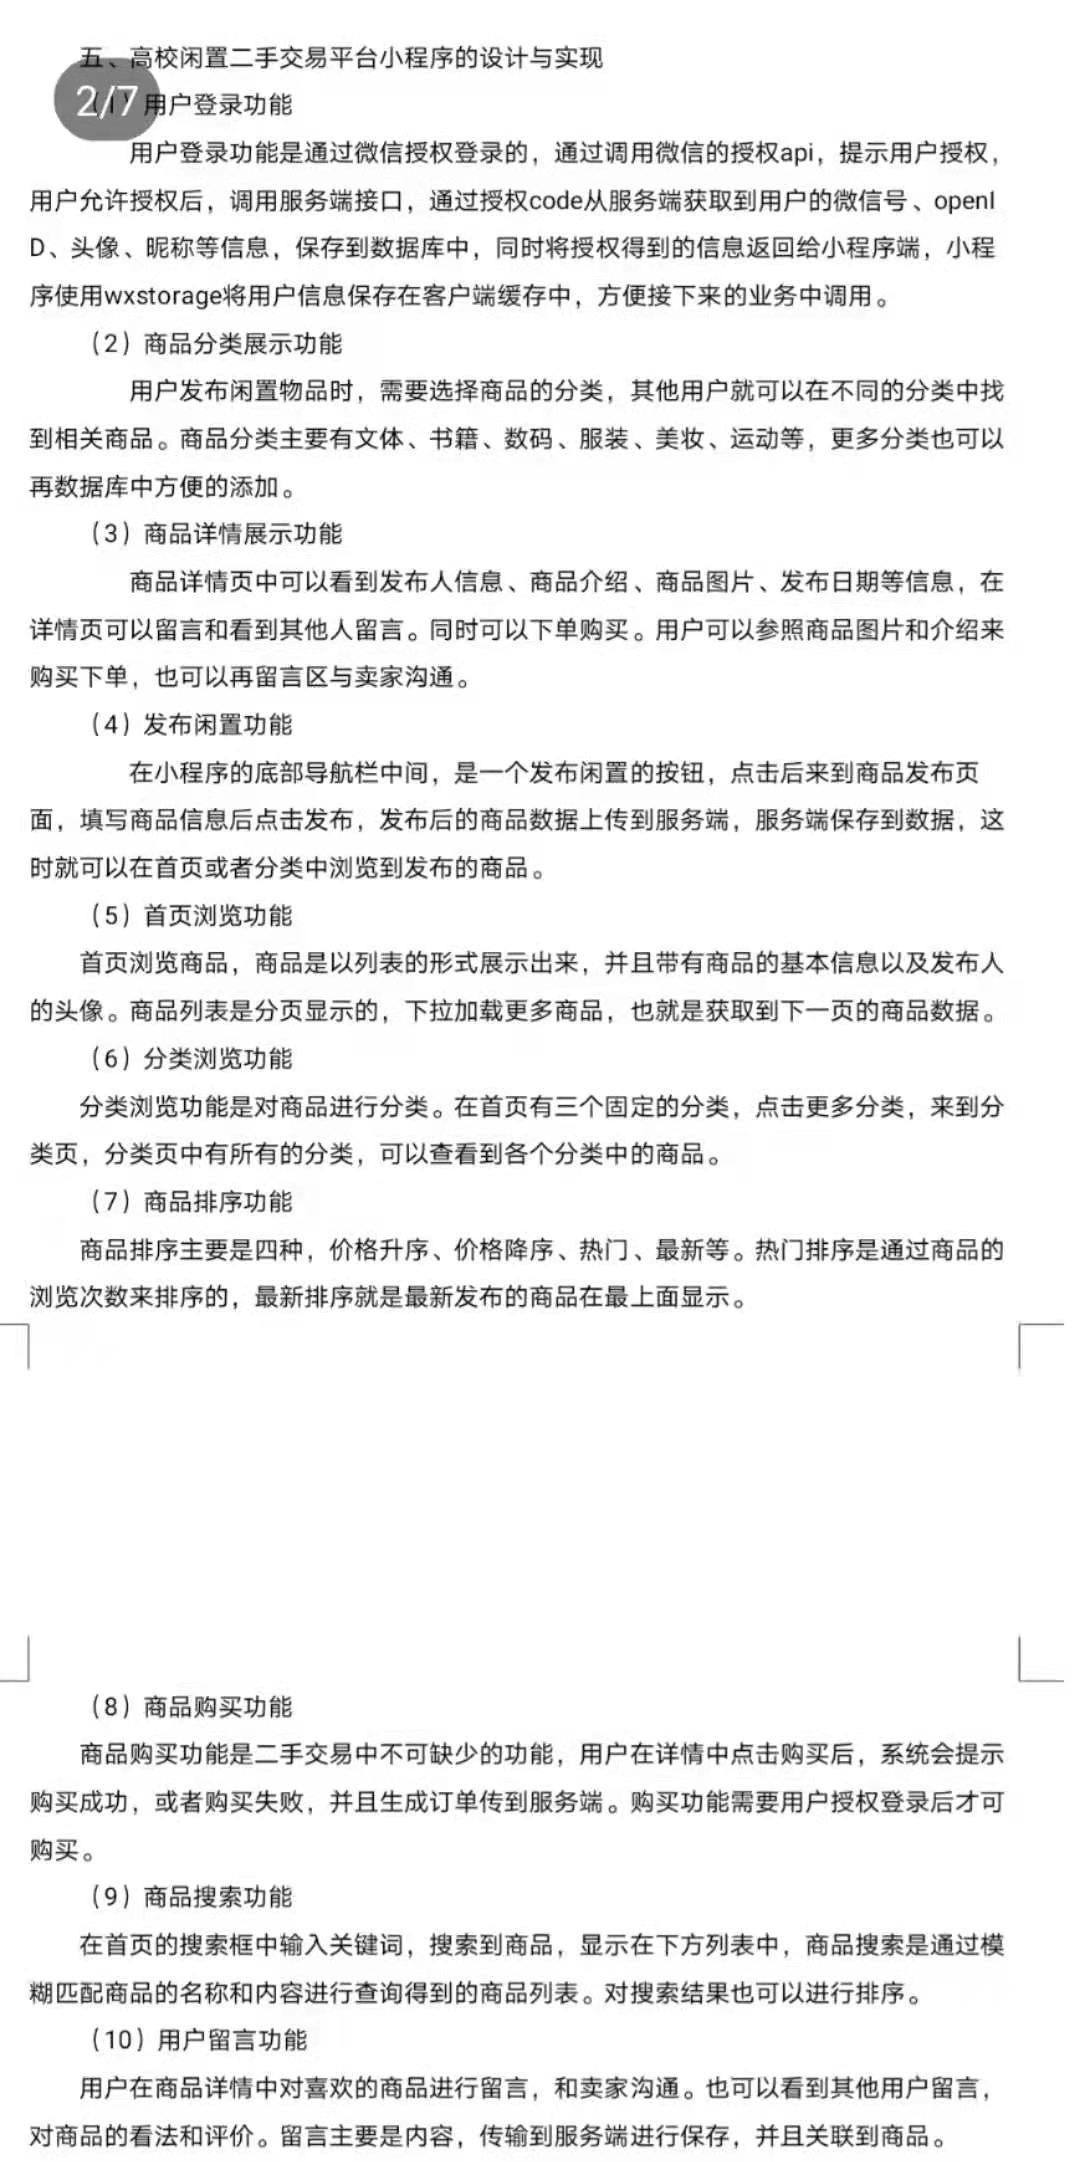 五、高校闲置二手交易平台小程序的设计与实现
2/7
（1）用户登录功能
用户登录功能是通过微信授权登录的，通过调用微信的授权api，提示用户授权，
用户允许授权后，调用服务端接口，通过授权code从服务端获取到用户的微信号、openI
D、头像、昵称等信息，保存到数据库中，同时将授权得到的信息返回给小程序端，小程
序使用wxstorage将用户信息保存在客户端缓存中，方便接下来的业务中调用。
（2）商品分类展示功能
用户发布闲置物品时，需要选择商品的分类，其他用户就可以在不同的分类中找
到相关商品。商品分类主要有文体、书籍、数码、服装、美妆、运动等，更多分类也可以
再数据库中方便的添加。
（3）商品详情展示功能
商品详情页中可以看到发布人信息、商品介绍、商品图片、发布日期等信息，在
详情页可以留言和看到其他人留言。同时可以下单购买。用户可以参照商品图片和介绍来
购买下单，也可以再留言区与卖家沟通。
（4）发布闲置功能
在小程序的底部导航栏中间，是一个发布闲置的按钮，点击后来到商品发布页
面，填写商品信息后点击发布，发布后的商品数据上传到服务端，服务端保存到数据，这
时就可以在首页或者分类中浏览到发布的商品。
（5）首页浏览功能
首页浏览商品，商品是以列表的形式展示出来，并且带有商品的基本信息以及发布人
的头像。商品列表是分页显示的，下拉加载更多商品，也就是获取到下一页的商品数据。
（6）分类浏览功能
分类浏览功能是对商品进行分类。在首页有三个固定的分类，点击更多分类，来到分
类页，分类页中有所有的分类，可以查看到各个分类中的商品。
（7）商品排序功能
商品排序主要是四种，价格升序、价格降序、热门、最新等。热门排序是通过商品的
浏览次数来排序的，最新排序就是最新发布的商品在最上面显示。
（8）商品购买功能
商品购买功能是二手交易中不可缺少的功能，用户在详情中点击购买后，系统会提示
购买成功，或者购买失败，并且生成订单传到服务端。购买功能需要用户授权登录后才可
购买。
（9）商品搜索功能
在首页的搜索框中输入关键词，搜索到商品，显示在下方列表中，商品搜索是通过模
糊匹配商品的名称和内容进行查询得到的商品列表。对搜索结果也可以进行排序。
（10）用户留言功能
用户在商品详情中对喜欢的商品进行留言，和卖家沟通。也可以看到其他用户留言，
对商品的看法和评价。留言主要是内容，传输到服务端进行保存，并且关联到商品。